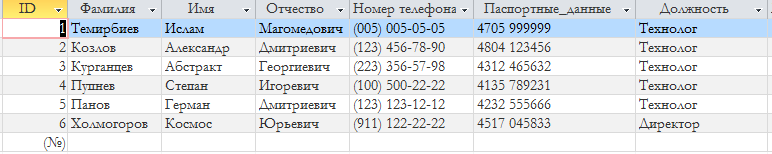 ID Фамилия Имя Отчество Номер телефона Паспортные_данные Должность
1 Темирбиев Ислам Магомедович (005) 005-05-05 4705 999999 Технолог
2 Козлов Александр Дмитриевич (123) 456-78-90 4804 123456 Технолог
3 Курганцев Абстракт Георгиевич (223) 356-57-98 4312 465632 Технолог
4 Пупнев Степан Игоревич (100) 500-22-22 4135 789231 Технолог
5 Панов Герман Дмитриевич (123) 123-12-12 4232 555666 Технолог
6 Холмогоров Космос Юрьевич (911) 122-22-22 4517 045833 Директор
(№)